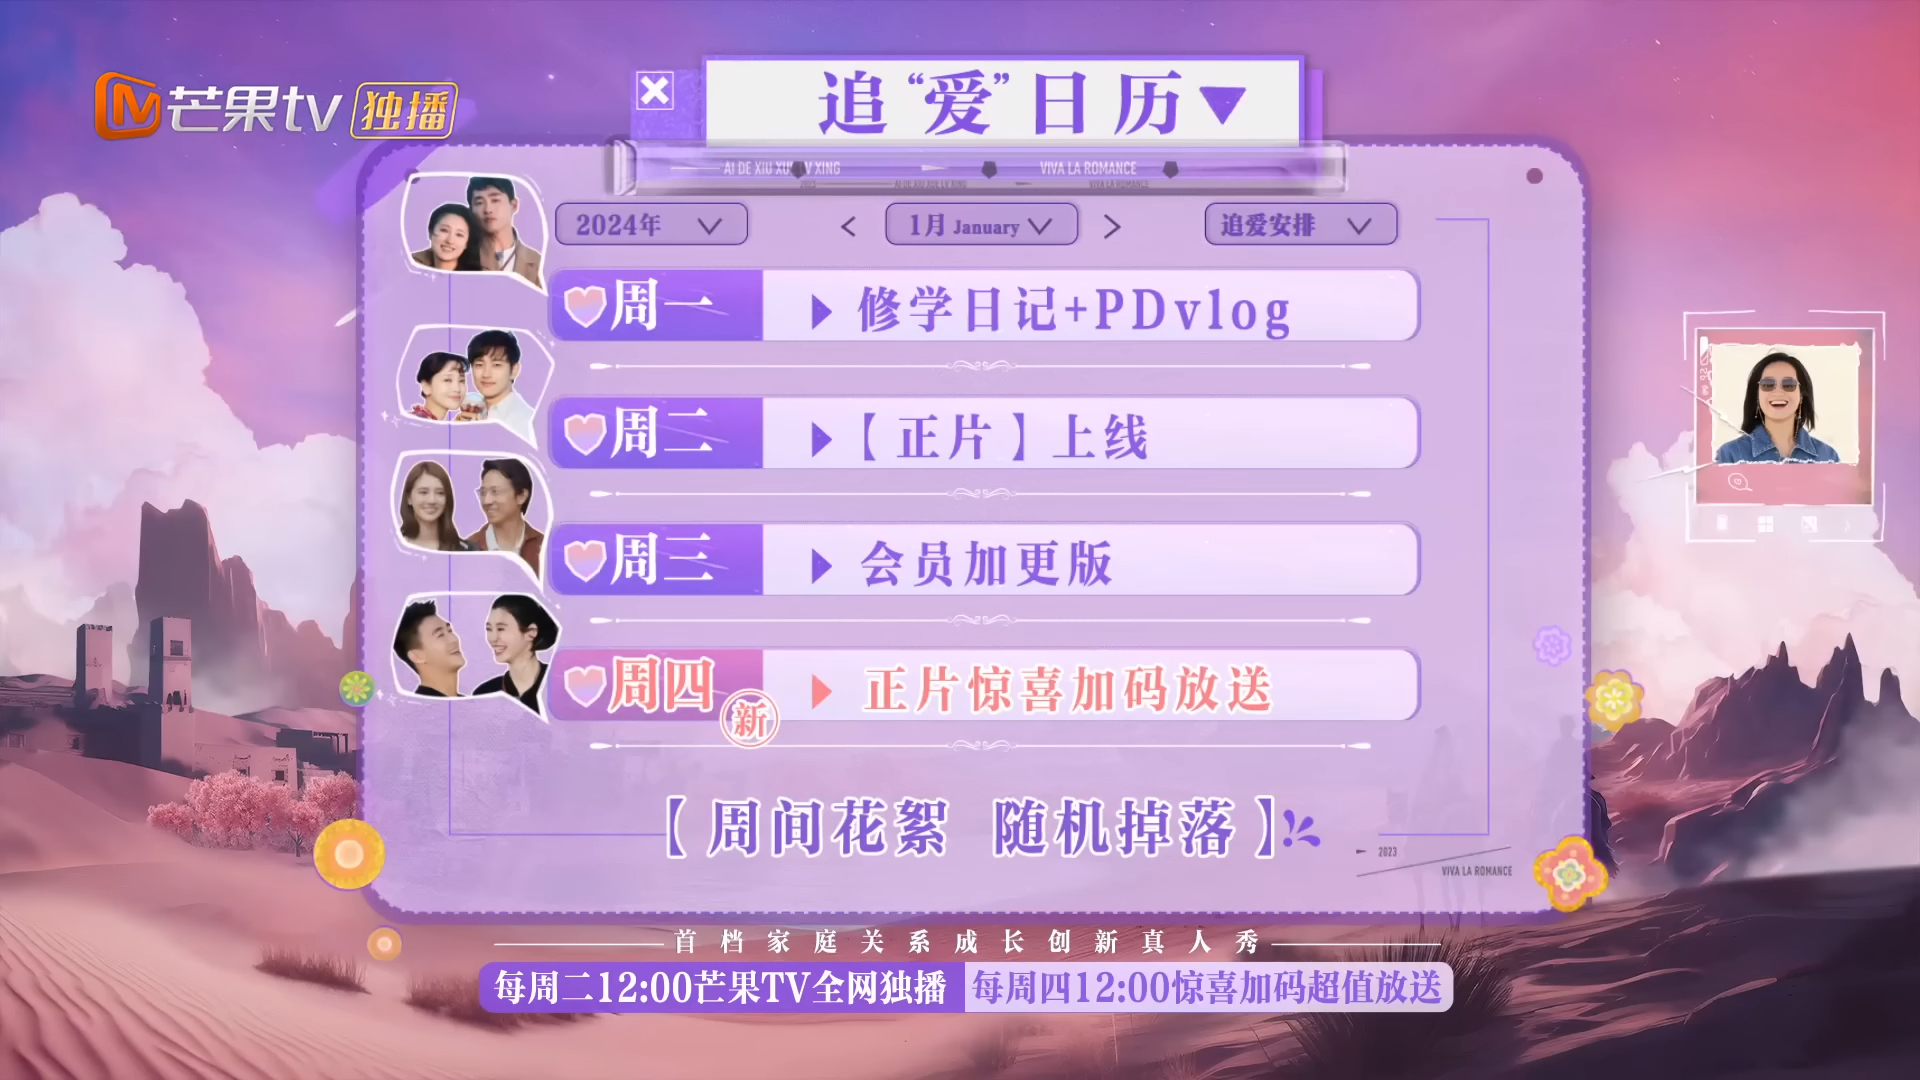 芒果tv 独播
追“爱”日历
AI DE XIU XUE LV XING
VIVA LA ROMANCE
2024年
1月 January
追爱安排
周一
修学日记+PDvlog
周二
【正片】上线
周三
会员加更版
周四
新
正片惊喜加码放送
【周间花絮 随机掉落】
2023
VIVA LA ROMANCE
首档家庭关系成长创新真人秀
每周二12:00芒果TV全网独播
每周四12:00惊喜加码超值放送